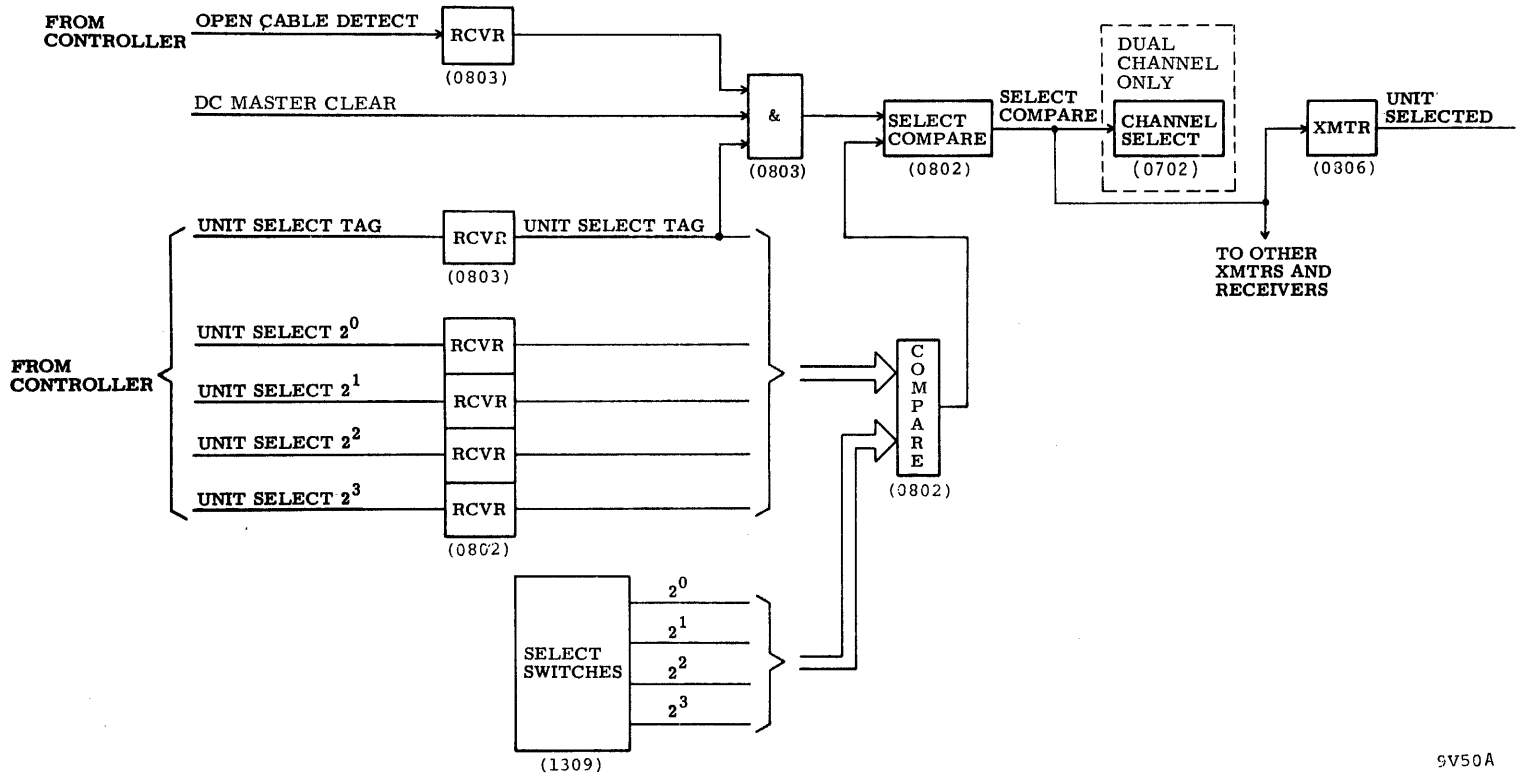 FROM
CONTROLLER
OPEN CABLE DETECT
RCVR
(0803)
DC MASTER CLEAR
&
(0803)
SELECT
COMPARE
(0802)
SELECT
COMPARE
DUAL
CHANNEL
ONLY
CHANNEL
SELECT
(0702)
XMTR
(0306)
UNIT
SELECTED
TO OTHER
XMTRS AND
RECEIVERS
FROM
CONTROLLER
UNIT SELECT TAG
RCVR
(0803)
UNIT SELECT TAG
UNIT SELECT 2⁰
RCVR
UNIT SELECT 2¹
RCVR
UNIT SELECT 2²
RCVR
UNIT SELECT 2³
RCVR
(0802)
COMPARE
(0802)
SELECT
SWITCHES
2⁰
2¹
2²
2³
(1309)
9V50A